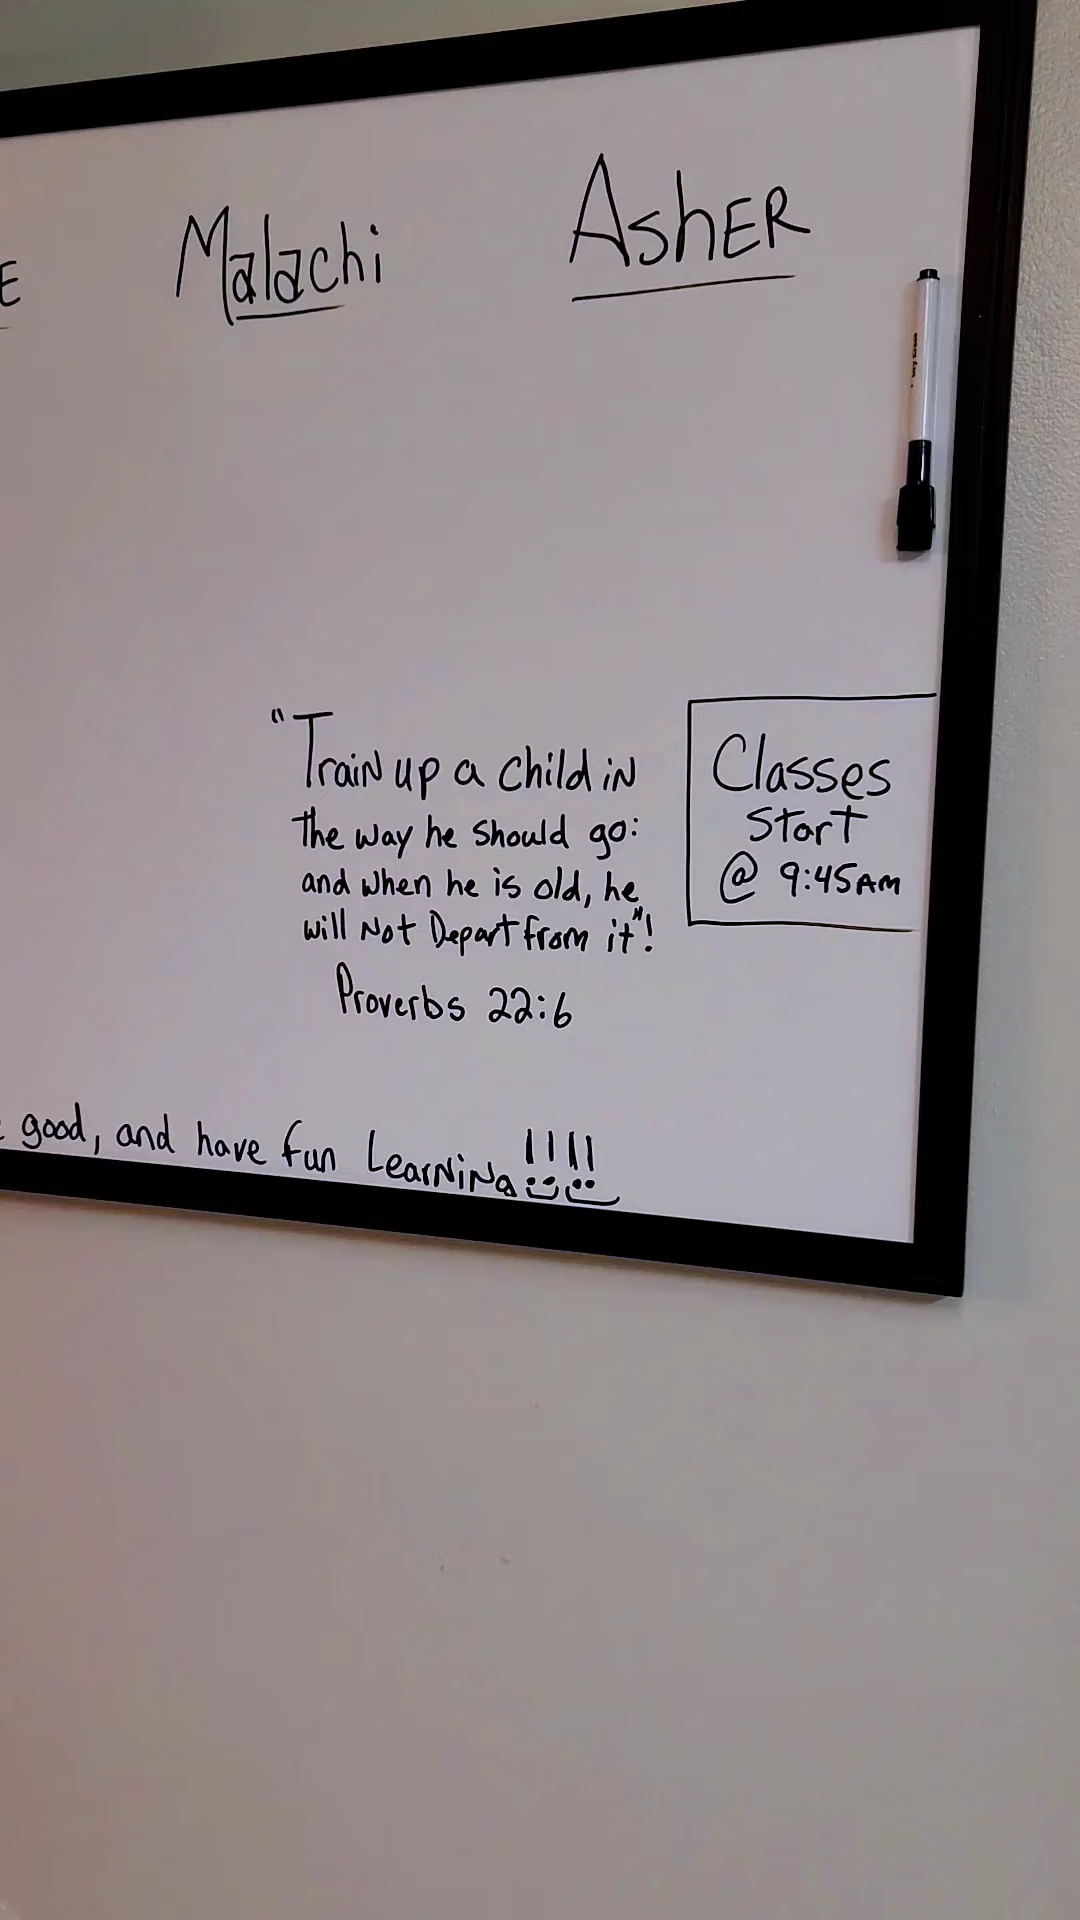 E Malachi AshER
"Train up a child in
the way he should go:
and when he is old, he
will Not Depart from it"!
Proverbs 22:6
Classes
Start
@ 9:45AM
good, and have fun Learning!!!!